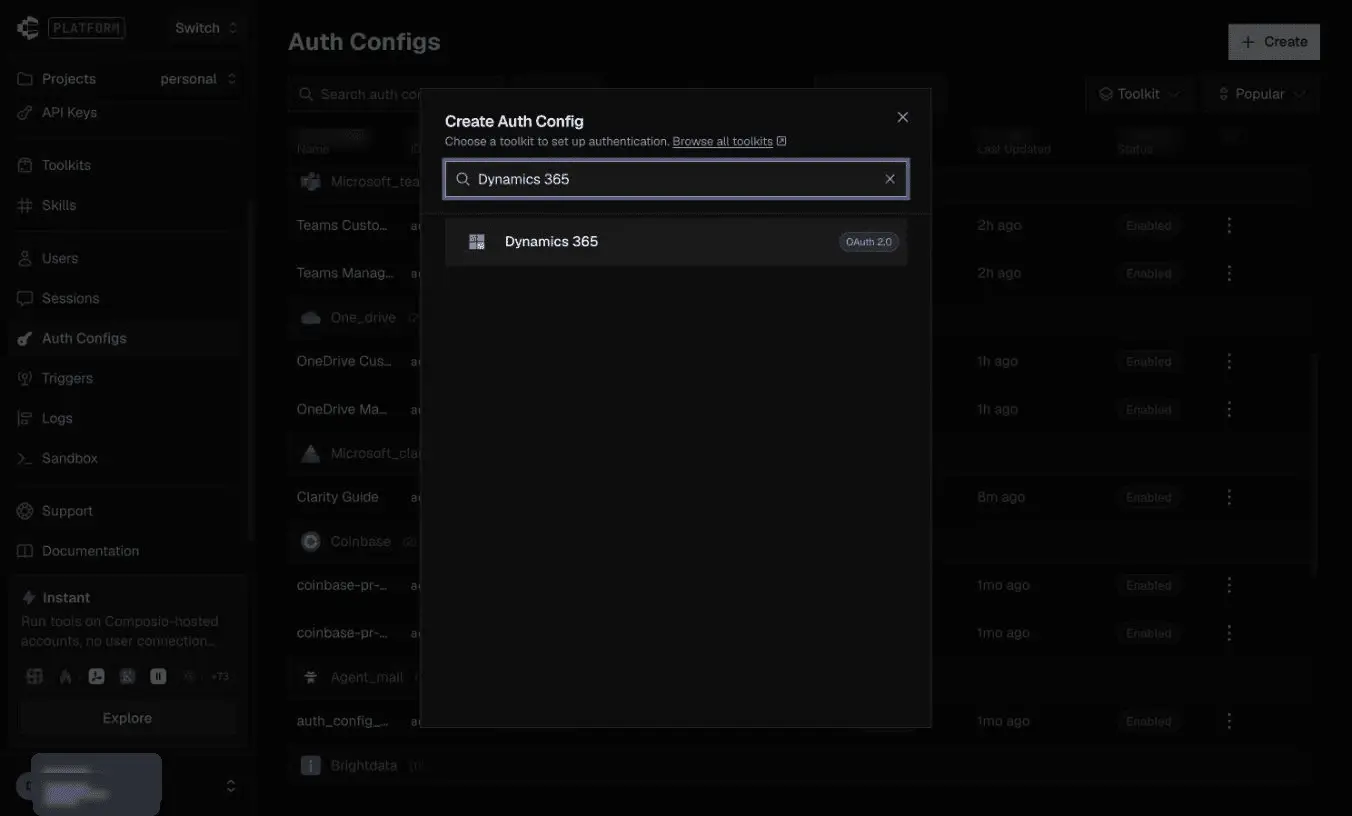 PLATFORM
Switch
Projects
personal
API Keys
Toolkits
Skills
Users
Sessions
Auth Configs
Triggers
Logs
Sandbox
Support
Documentation
Instant
Run tools on Composio-hosted
accounts, no user connection...
+73
Explore
Auth Configs
+ Create
Search auth con
Toolkit
Popular
Name
Last Updated
Status
Microsoft_tea
Teams Custo...
2h ago
Enabled
Teams Manag...
2h ago
Enabled
One_drive
OneDrive Cus...
1h ago
Enabled
OneDrive Ma...
1h ago
Enabled
Microsoft_clar
Clarity Guide
8m ago
Enabled
Coinbase
coinbase-pr-...
1mo ago
Enabled
coinbase-pr-...
1mo ago
Enabled
Agent_mail
auth_config_...
1mo ago
Enabled
Brightdata
Create Auth Config
Choose a toolkit to set up authentication. Browse all toolkits
Dynamics 365
Dynamics 365
OAuth 2.0